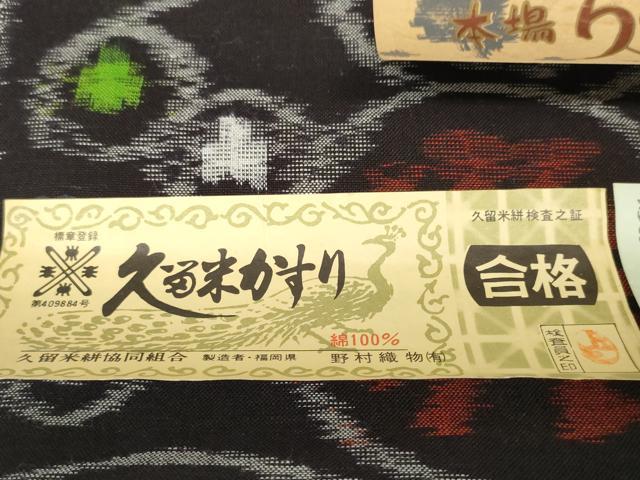 本場
標章登録
第409884号
久留米かすり
久留米絣協同組合
製造者・福岡県
綿100%
野村織物(有)
久留米絣検査之証
合格
検査員之印